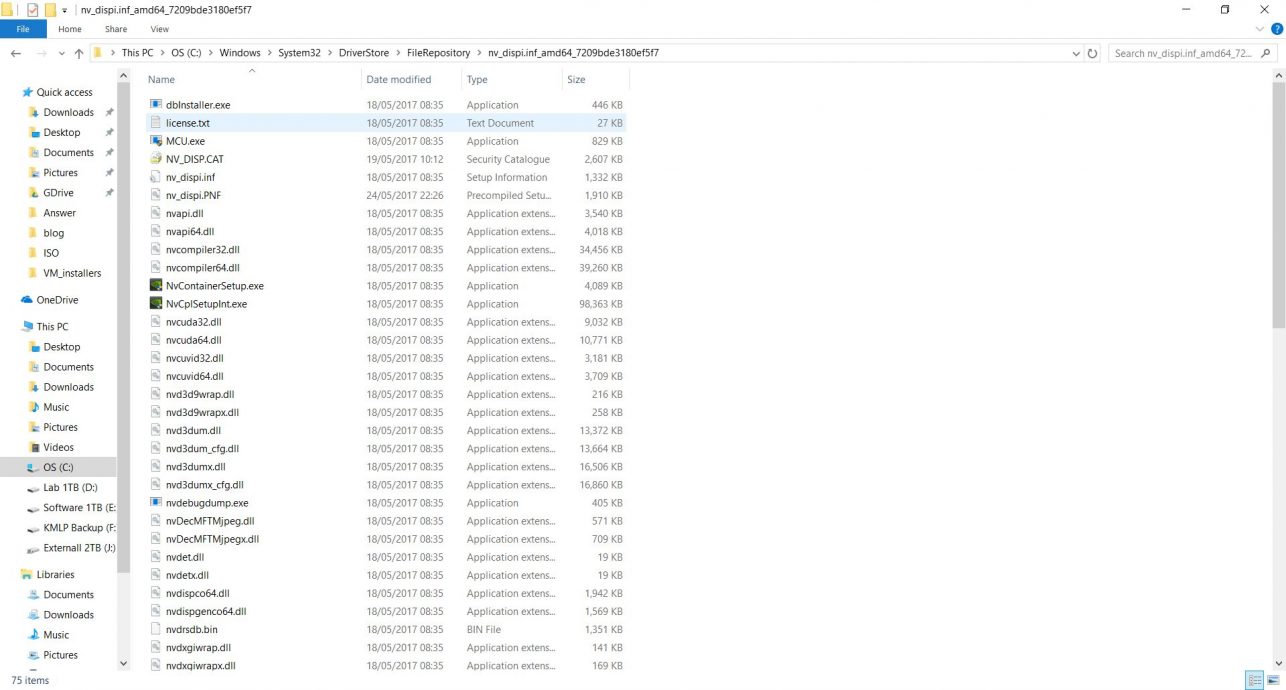 nv_dispi.inf_amd64_7209bde3180ef5f7
File Home Share View
This PC > OS (C:) > Windows > System32 > DriverStore > FileRepository > nv_dispi.inf_amd64_7209bde3180ef5f7
Search nv_dispi.inf_amd64_72...
Quick access
Downloads
Desktop
Documents
Pictures
GDrive
Answer
blog
ISO
VM_installers
OneDrive
This PC
Desktop
Documents
Downloads
Music
Pictures
Videos
OS (C:)
Lab 1TB (D:)
Software 1TB (E:
KMLP Backup (F:
Externall 2TB (J:)
Libraries
Documents
Downloads
Music
Pictures
Name Date modified Type Size
dbInstaller.exe 18/05/2017 08:35 Application 446 KB
license.txt 18/05/2017 08:35 Text Document 27 KB
MCU.exe 18/05/2017 08:35 Application 829 KB
NV_DISP.CAT 19/05/2017 10:12 Security Catalogue 2,607 KB
nv_dispi.inf 18/05/2017 08:35 Setup Information 1,332 KB
nv_dispi.PNF 24/05/2017 22:26 Precompiled Setu... 1,910 KB
nvapi.dll 18/05/2017 08:35 Application extens... 3,540 KB
nvapi64.dll 18/05/2017 08:35 Application extens... 4,018 KB
nvcompiler32.dll 18/05/2017 08:35 Application extens... 34,456 KB
nvcompiler64.dll 18/05/2017 08:35 Application extens... 39,260 KB
NvContainerSetup.exe 18/05/2017 08:35 Application 4,089 KB
NvCplSetupInt.exe 18/05/2017 08:35 Application 98,363 KB
nvcuda32.dll 18/05/2017 08:35 Application extens... 9,032 KB
nvcuda64.dll 18/05/2017 08:35 Application extens... 10,771 KB
nvcuvid32.dll 18/05/2017 08:35 Application extens... 3,181 KB
nvcuvid64.dll 18/05/2017 08:35 Application extens... 3,709 KB
nvd3d9wrap.dll 18/05/2017 08:35 Application extens... 216 KB
nvd3d9wrapx.dll 18/05/2017 08:35 Application extens... 258 KB
nvd3dum.dll 18/05/2017 08:35 Application extens... 13,372 KB
nvd3dum_cfg.dll 18/05/2017 08:35 Application extens... 13,664 KB
nvd3dumx.dll 18/05/2017 08:35 Application extens... 16,506 KB
nvd3dumx_cfg.dll 18/05/2017 08:35 Application extens... 16,860 KB
nvdebugdump.exe 18/05/2017 08:35 Application 405 KB
nvDecMFTMjpeg.dll 18/05/2017 08:35 Application extens... 571 KB
nvDecMFTMjpegx.dll 18/05/2017 08:35 Application extens... 709 KB
nvdet.dll 18/05/2017 08:35 Application extens... 19 KB
nvdetx.dll 18/05/2017 08:35 Application extens... 19 KB
nvdispco64.dll 18/05/2017 08:35 Application extens... 1,942 KB
nvdispgenco64.dll 18/05/2017 08:35 Application extens... 1,569 KB
nvdrsdb.bin 18/05/2017 08:35 BIN File 1,351 KB
nvdxgiwrap.dll 18/05/2017 08:35 Application extens... 141 KB
nvdxgiwrapx.dll 18/05/2017 08:35 Application extens... 169 KB
75 items